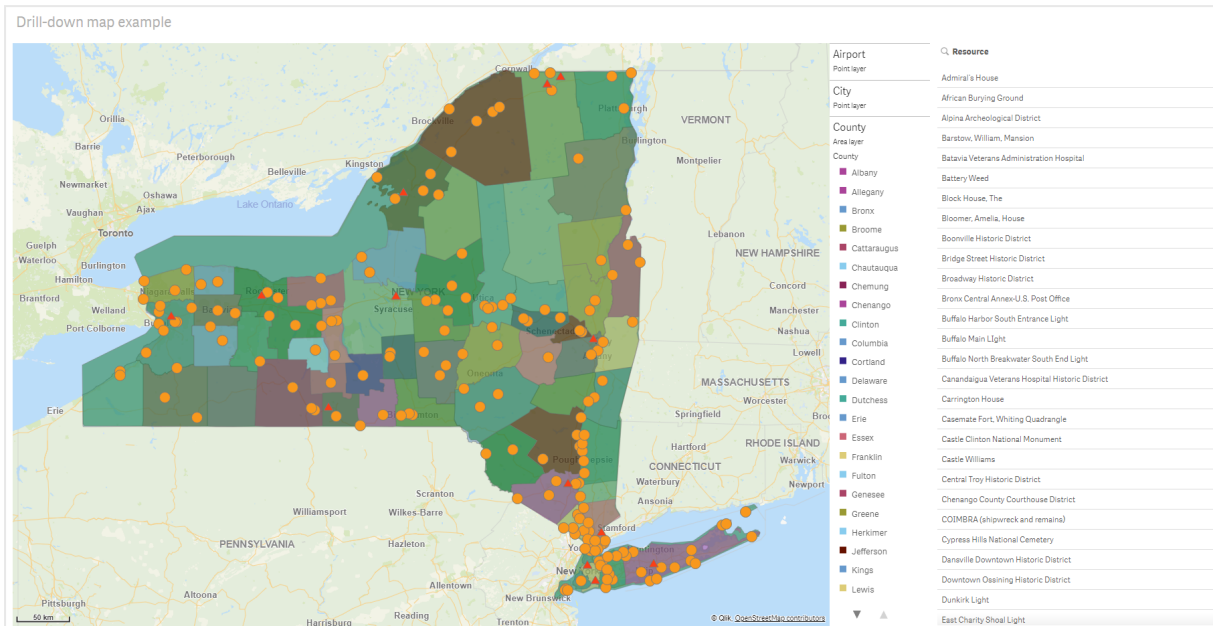 Drill-down map example
Cornwall
Orillia
Brockville
VERMONT
Burlington
Barrie
Peterborough
Kingston
Montpelier
Belleville
Newmarket
Oshawa
Vaughan
Ajax
Lake Ontario
Toronto
Lebanon
Guelph
NEW HAMPSHIRE
Waterloo
Burlington
Hamilton
Concord
Brantford
NEW YORK
Welland
Syracuse
Manchester
Port Colborne
Nashua
Lowell
MASSACHUSETTS
Worcester
Erie
Springfield
Hartford
RHODE ISLAND
Warwick
CONNECTICUT
Waterbury
Newport
Scranton
Ansonia
Williamsport
Wilkes-Barre
Stamford
PENNSYLVANIA
Hazleton
Allentown
Altoona
New Brunswick
Pittsburgh
Reading
Harrisburg
Trenton
50 km
© Qlik, OpenStreetMap contributors
Airport
Point layer
City
Point layer
County
Area layer
County
Albany
Allegany
Bronx
Broome
Cattaraugus
Chautauqua
Chemung
Chenango
Clinton
Columbia
Cortland
Delaware
Dutchess
Erie
Essex
Franklin
Fulton
Genesee
Greene
Herkimer
Jefferson
Kings
Lewis
Resource
Admiral's House
African Burying Ground
Alpina Archeological District
Barstow, William, Mansion
Batavia Veterans Administration Hospital
Battery Weed
Block House, The
Bloomer, Amelia, House
Boonville Historic District
Bridge Street Historic District
Broadway Historic District
Bronx Central Annex-U.S. Post Office
Buffalo Harbor South Entrance Light
Buffalo Main LIght
Buffalo North Breakwater South End Light
Canandaigua Veterans Hospital Historic District
Carrington House
Casemate Fort, Whiting Quadrangle
Castle Clinton National Monument
Castle Williams
Central Troy Historic District
Chenango County Courthouse District
COIMBRA (shipwreck and remains)
Cypress Hills National Cemetery
Dansville Downtown Historic District
Downtown Ossining Historic District
Dunkirk Light
East Charity Shoal Light